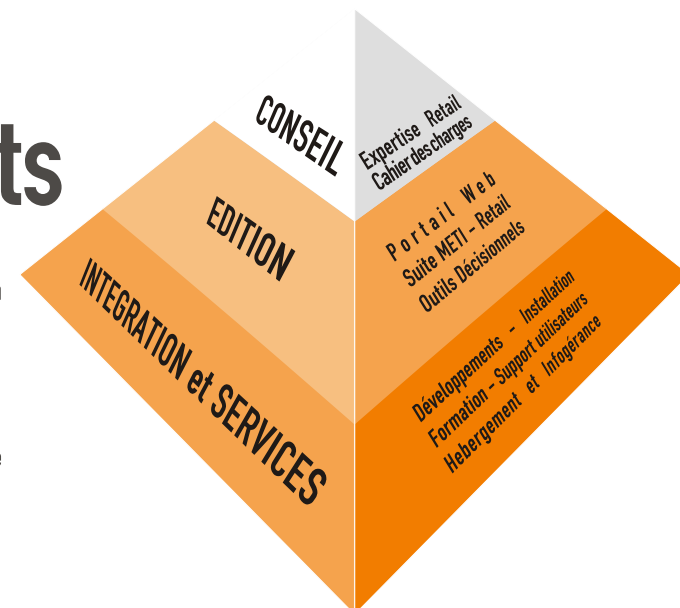 ts
CONSEIL
Expertise Retail
Cahier des charges
EDITION
Portail Web
Suite METI - Retail
Outils Décisionnels
INTEGRATION et SERVICES
Développements - Installation
Formation - Support utilisateurs
Hebergement et Infogérance